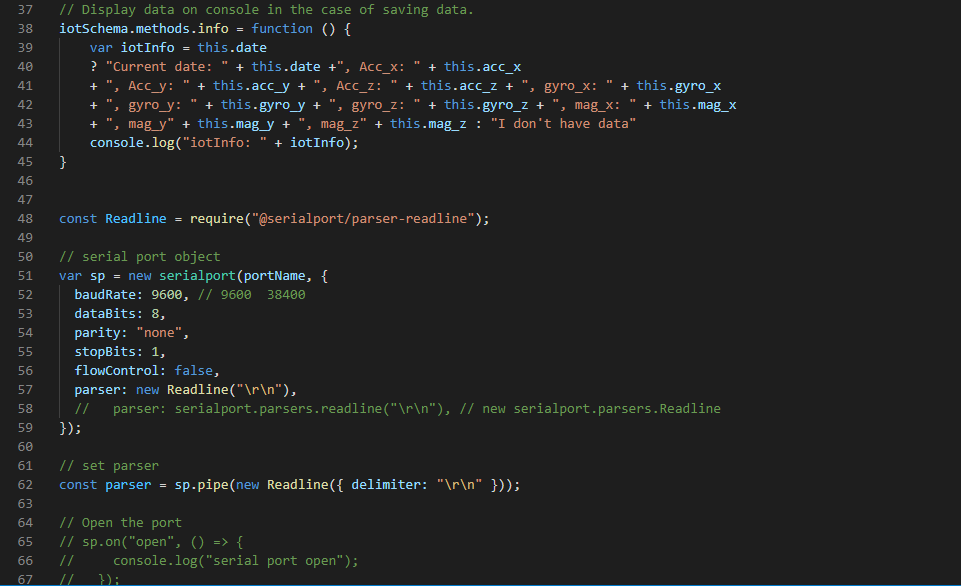 37 // Display data on console in the case of saving data.
38 iotSchema.methods.info = function () {
39     var iotInfo = this.date
40     ? "Current date: " + this.date +", Acc_x: " + this.acc_x
41     + ", Acc_y: " + this.acc_y + ", Acc_z: " + this.acc_z + ", gyro_x: " + this.gyro_x
42     + ", gyro_y: " + this.gyro_y + ", gyro_z: " + this.gyro_z + ", mag_x: " + this.mag_x
43     + ", mag_y" + this.mag_y + ", mag_z" + this.mag_z : "I don't have data"
44     console.log("iotInfo: " + iotInfo);
45 }
46
47
48 const Readline = require("@serialport/parser-readline");
49
50 // serial port object
51 var sp = new serialport(portName, {
52   baudRate: 9600, // 9600  38400
53   dataBits: 8,
54   parity: "none",
55   stopBits: 1,
56   flowControl: false,
57   parser: new Readline("\r\n"),
58   //   parser: serialport.parsers.readline("\r\n"), // new serialport.parsers.Readline
59 });
60
61 // set parser
62 const parser = sp.pipe(new Readline({ delimiter: "\r\n" }));
63
64 // Open the port
65 // sp.on("open", () => {
66 //     console.log("serial port open");
67 //   });